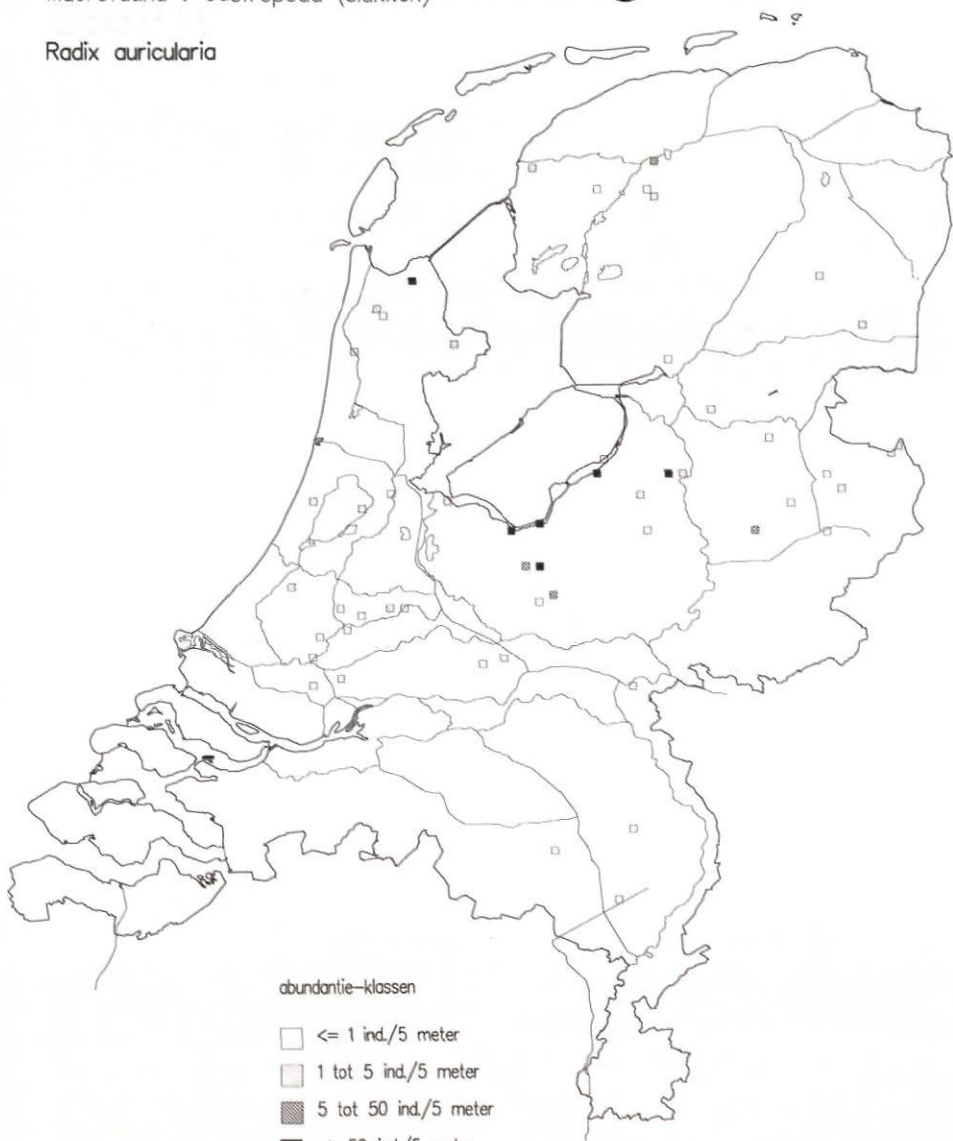 Radix auricularia
abundantie-klassen
<= 1 ind./5 meter
1 tot 5 ind./5 meter
5 tot 50 ind./5 meter